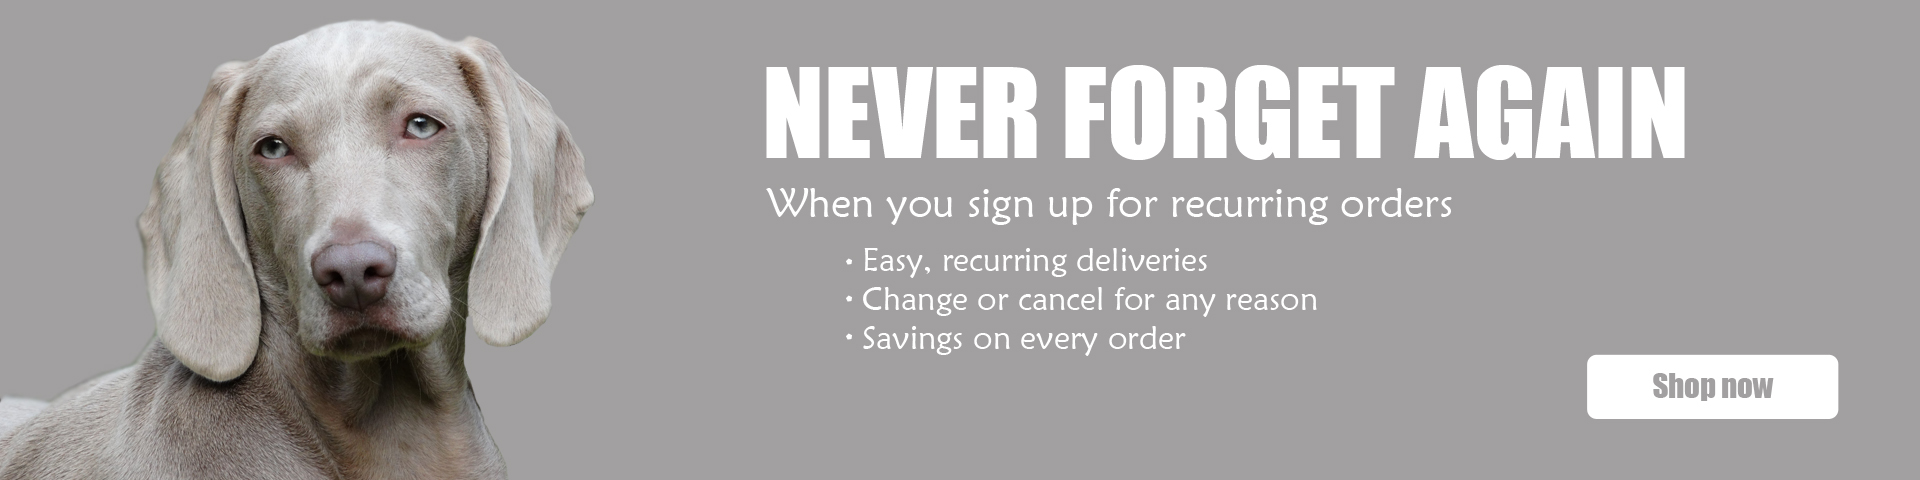 NEVER FORGET AGAIN
When you sign up for recurring orders
• Easy, recurring deliveries
• Change or cancel for any reason
• Savings on every order
Shop now